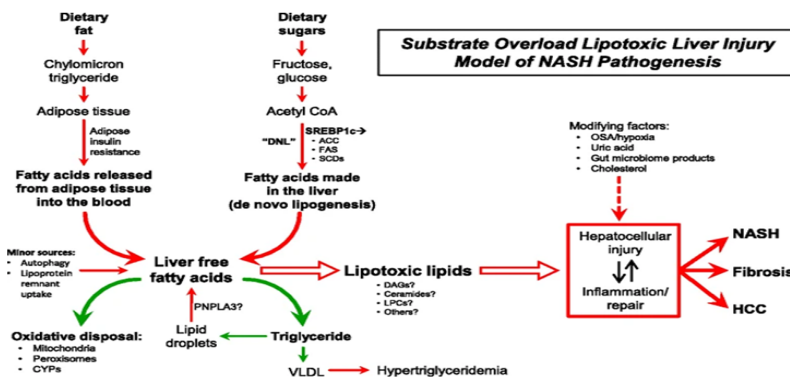 Dietary
fat
Chylomicron
triglyceride
Adipose tissue
Adipose
insulin
resistance
Fatty acids released
from adipose tissue
into the blood
Dietary
sugars
Fructose,
glucose
Acetyl CoA
"DNL"
SREBP1c→
• ACC
• FAS
• SCDs
Fatty acids made
in the liver
(de novo lipogenesis)
Substrate Overload Lipotoxic Liver Injury
Model of NASH Pathogenesis
Modifying factors:
• OSA/hypoxia
• Uric acid
• Gut microbiome products
• Cholesterol
Minor sources:
• Autophagy
• Lipoprotein
remnant
uptake
Liver free
fatty acids
Lipotoxic lipids
• DAGs?
• Ceramides?
• LPCs?
• Others?
Hepatocellular
injury
Inflammation/
repair
NASH
Fibrosis
HCC
PNPLA3?
Oxidative disposal:
• Mitochondria
• Peroxisomes
• CYPs
Lipid
droplets
Triglyceride
VLDL
Hypertriglyceridemia